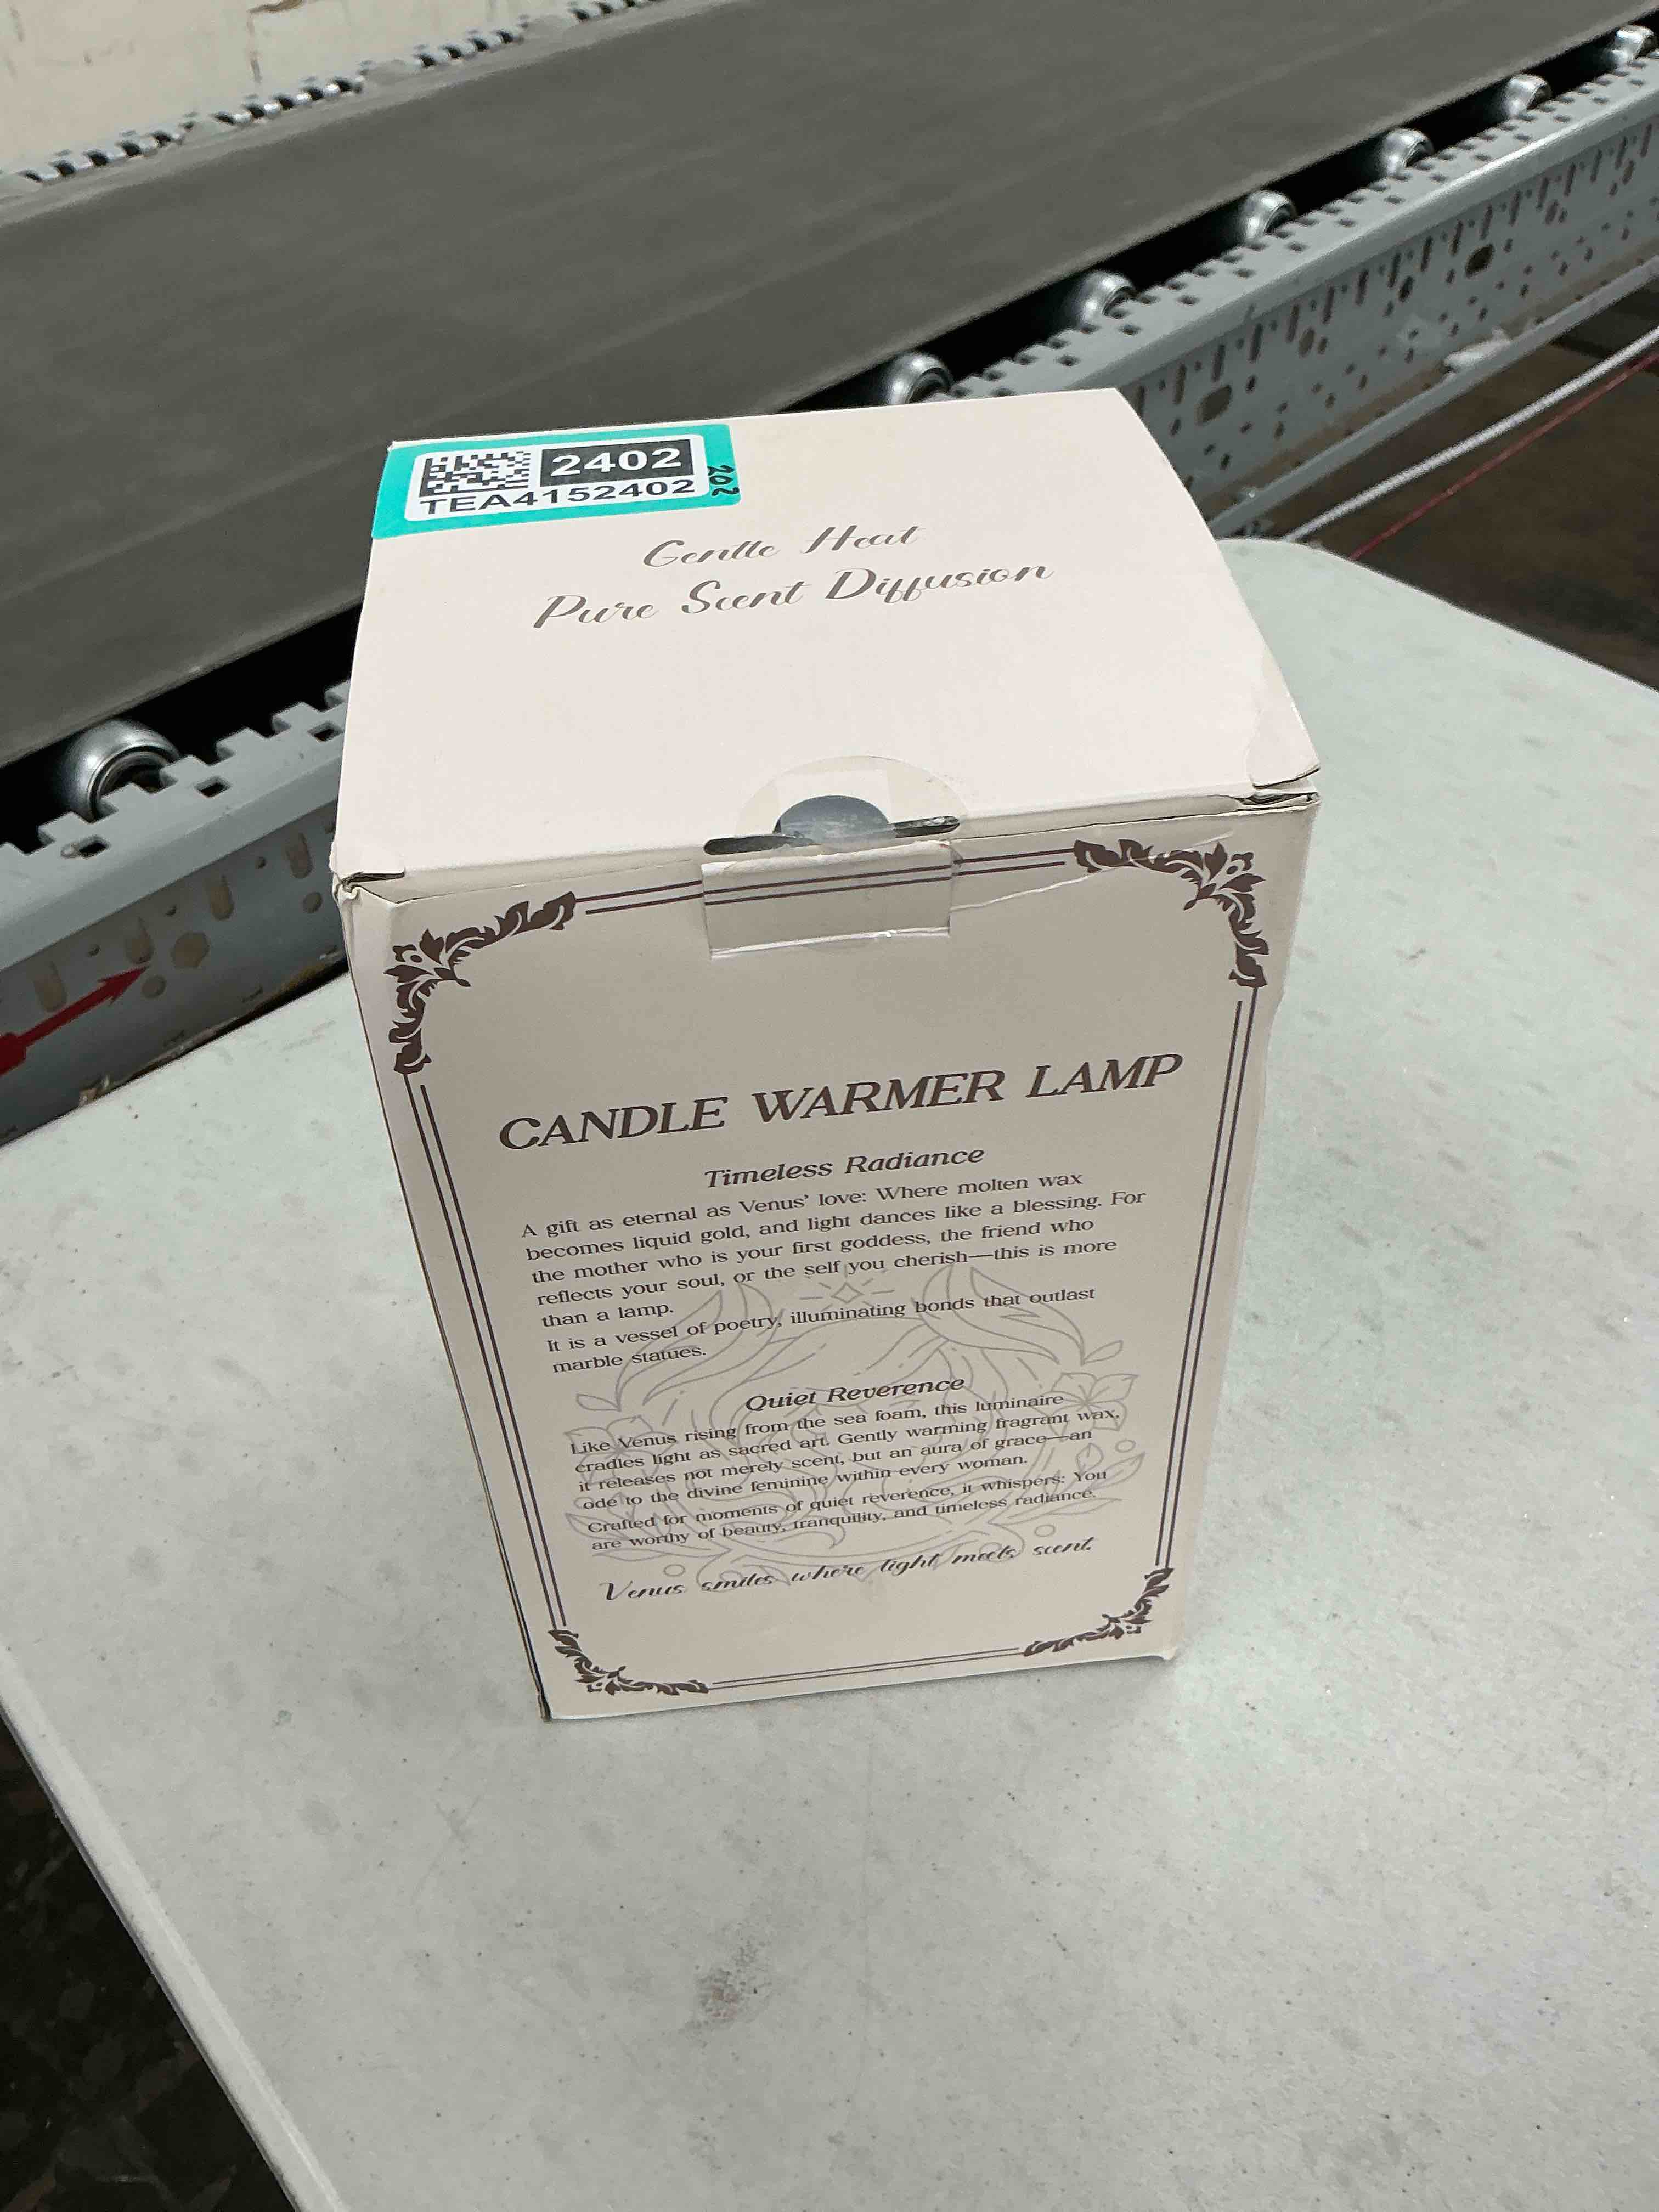 2402
TEA4152402
202
Gentle Heat
Pure Scent Diffusion
CANDLE WARMER LAMP
Timeless Radiance
A gift as eternal as Venus' love: Where molten wax
becomes liquid gold, and light dances like a blessing. For
the mother who is your first goddess, the friend who
reflects your soul, or the self you cherish—this is more
than a lamp.
It is a vessel of poetry, illuminating bonds that outlast
marble statues.
Quiet Reverence
Like Venus rising from the sea foam, this luminaire
cradles light as sacred art. Gently warming fragrant wax,
it releases not merely scent, but an aura of grace—an
ode to the divine feminine within every woman.
Crafted for moments of quiet reverence, it whispers: You
are worthy of beauty, tranquility, and timeless radiance.
Venus smiles where light meets scent.